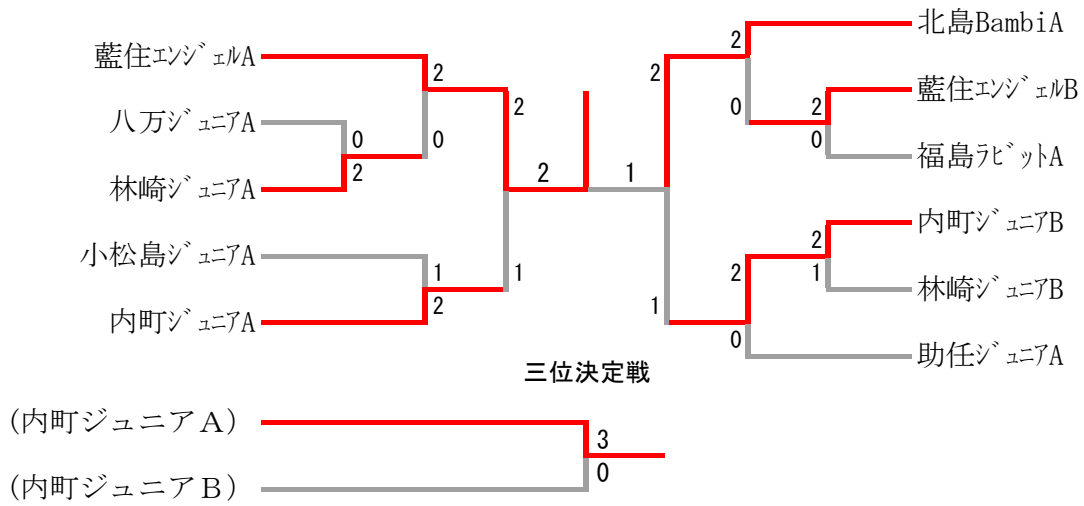 藍住ｴﾝｼﾞｪﾙA
八万ｼﾞｭﾆｱA
林崎ｼﾞｭﾆｱA
小松島ｼﾞｭﾆｱA
内町ｼﾞｭﾆｱA
2
0
0
2
1
2
2
1
2
1
2
1
2
0
2
0
2
0
2
1
北島BambiA
藍住ｴﾝｼﾞｪﾙB
福島ﾗﾋﾞｯﾄA
内町ｼﾞｭﾆｱB
林崎ｼﾞｭﾆｱB
助任ｼﾞｭﾆｱA
三位決定戦
(内町ジュニアＡ)
(内町ジュニアＢ)
3
0